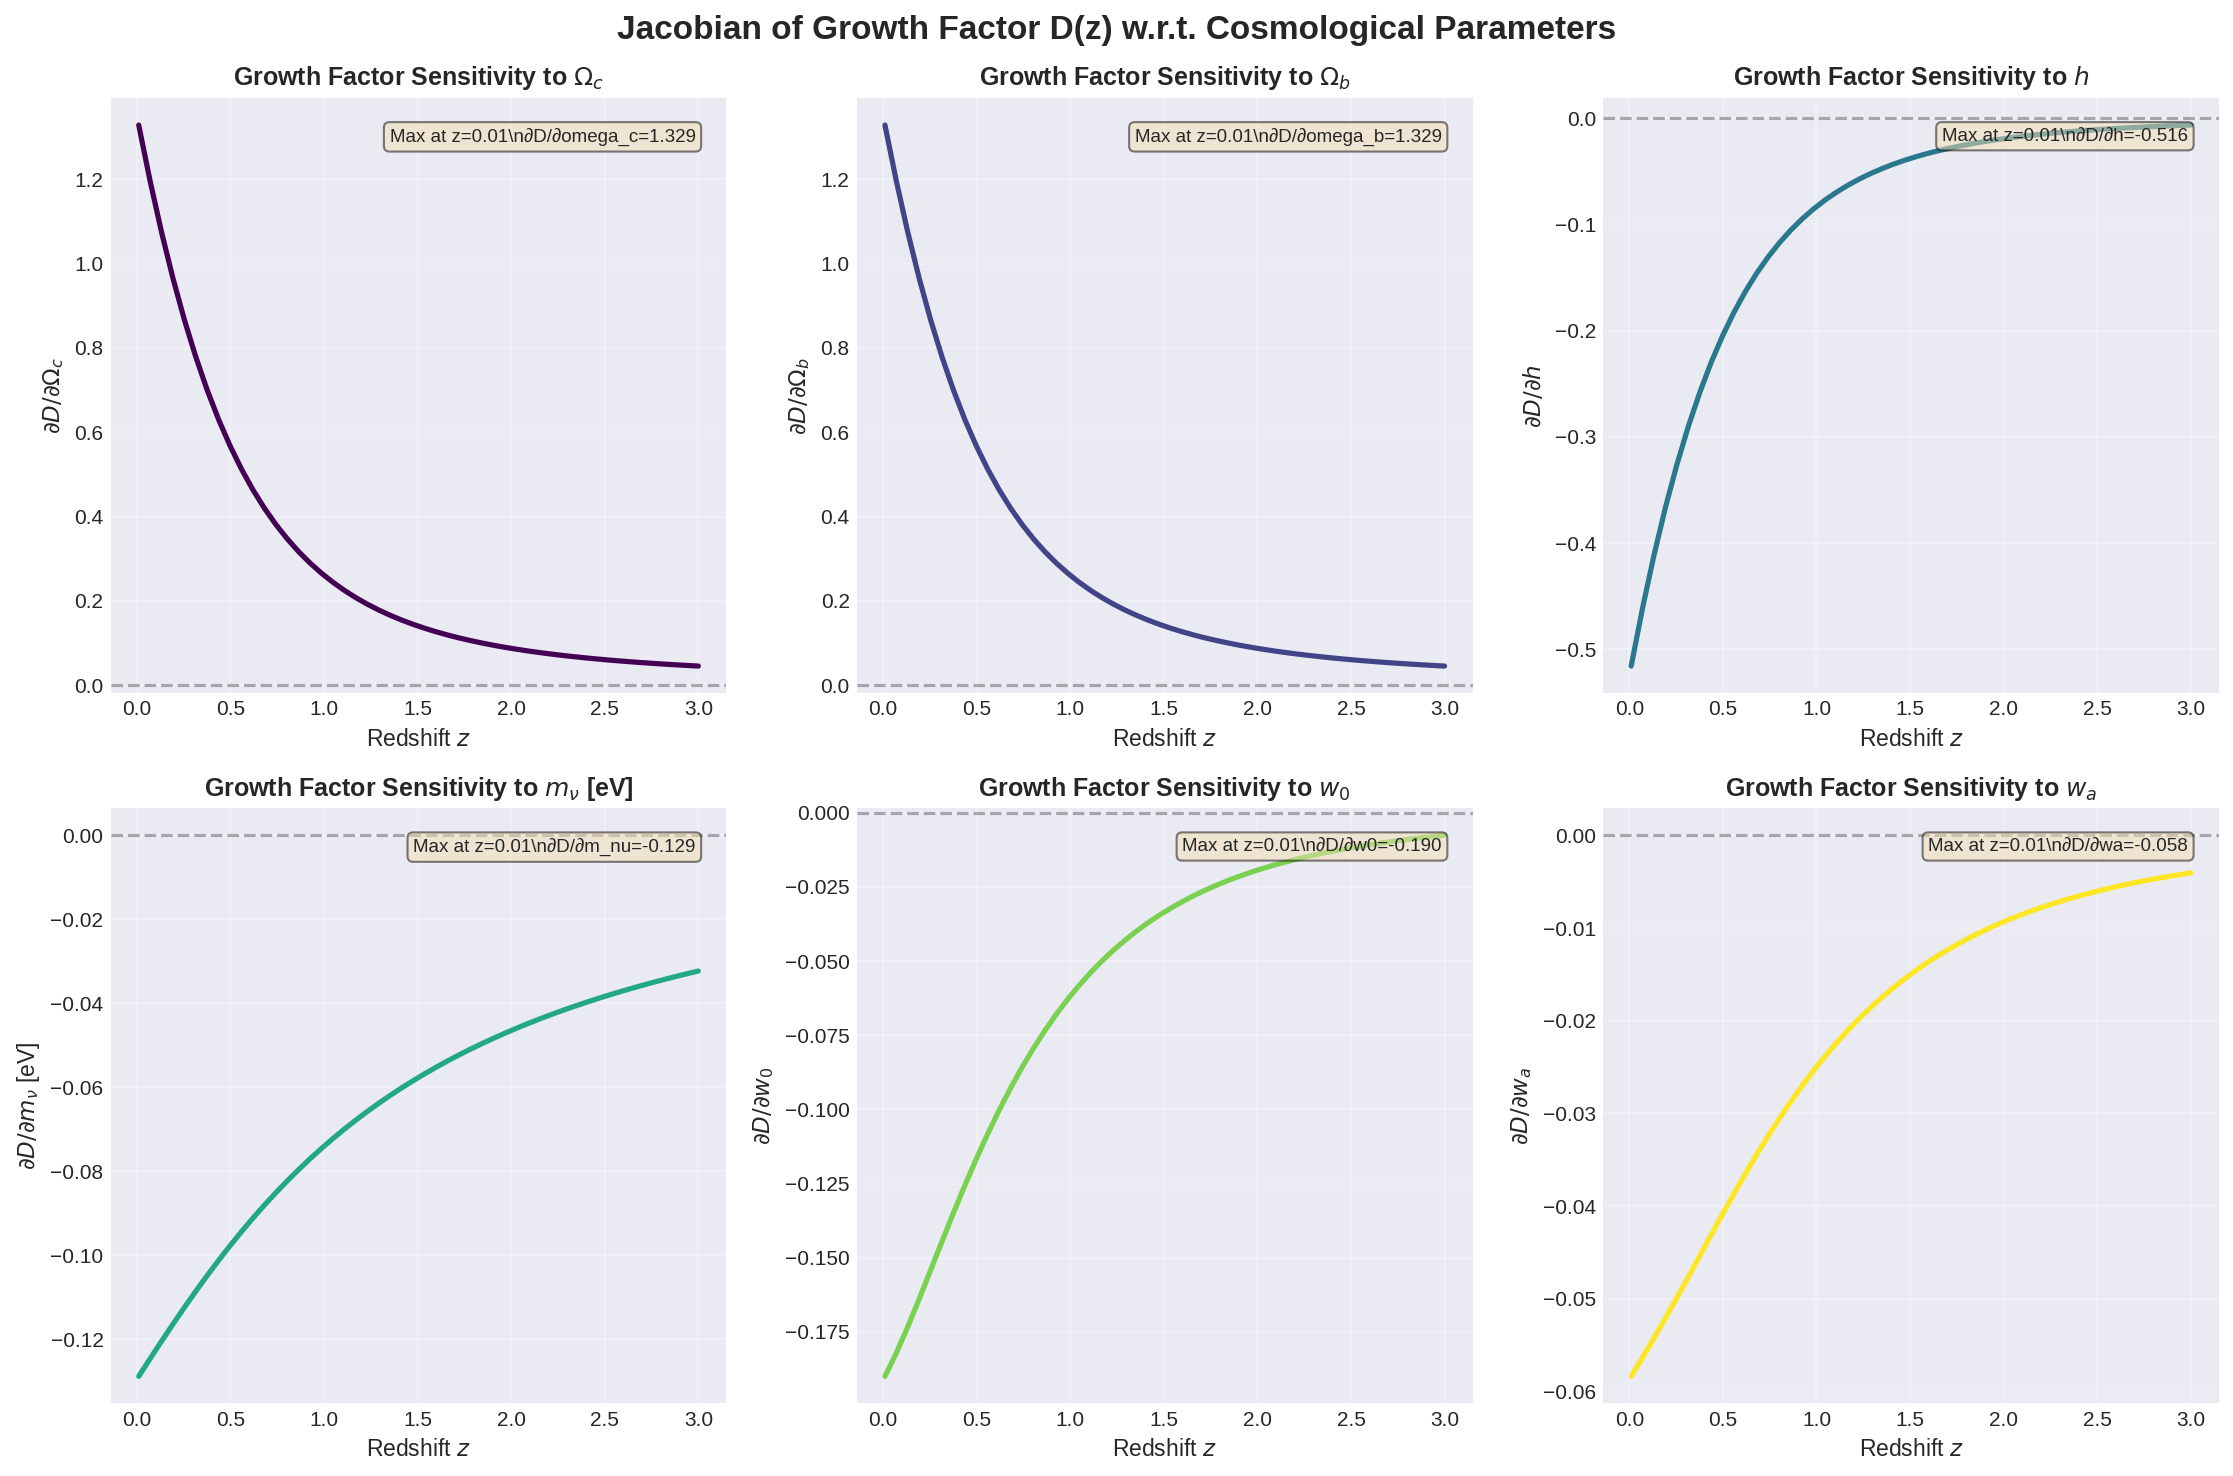 Jacobian of Growth Factor D(z) w.r.t. Cosmological Parameters
Growth Factor Sensitivity to Ω_c
Max at z=0.01\n∂D/∂omega_c=1.329
∂D/∂Ω_c
1.2
1.0
0.8
0.6
0.4
0.2
0.0
0.0 0.5 1.0 1.5 2.0 2.5 3.0
Redshift z
Growth Factor Sensitivity to Ω_b
Max at z=0.01\n∂D/∂omega_b=1.329
∂D/∂Ω_b
1.2
1.0
0.8
0.6
0.4
0.2
0.0
0.0 0.5 1.0 1.5 2.0 2.5 3.0
Redshift z
Growth Factor Sensitivity to h
Max at z=0.01\n∂D/∂h=-0.516
∂D/∂h
0.0
−0.1
−0.2
−0.3
−0.4
−0.5
0.0 0.5 1.0 1.5 2.0 2.5 3.0
Redshift z
Growth Factor Sensitivity to m_ν [eV]
Max at z=0.01\n∂D/∂m_nu=-0.129
∂D/∂m_ν [eV]
0.00
−0.02
−0.04
−0.06
−0.08
−0.10
−0.12
0.0 0.5 1.0 1.5 2.0 2.5 3.0
Redshift z
Growth Factor Sensitivity to w_0
Max at z=0.01\n∂D/∂w0=-0.190
∂D/∂w_0
0.000
−0.025
−0.050
−0.075
−0.100
−0.125
−0.150
−0.175
0.0 0.5 1.0 1.5 2.0 2.5 3.0
Redshift z
Growth Factor Sensitivity to w_a
Max at z=0.01\n∂D/∂wa=-0.058
∂D/∂w_a
0.00
−0.01
−0.02
−0.03
−0.04
−0.05
−0.06
0.0 0.5 1.0 1.5 2.0 2.5 3.0
Redshift z